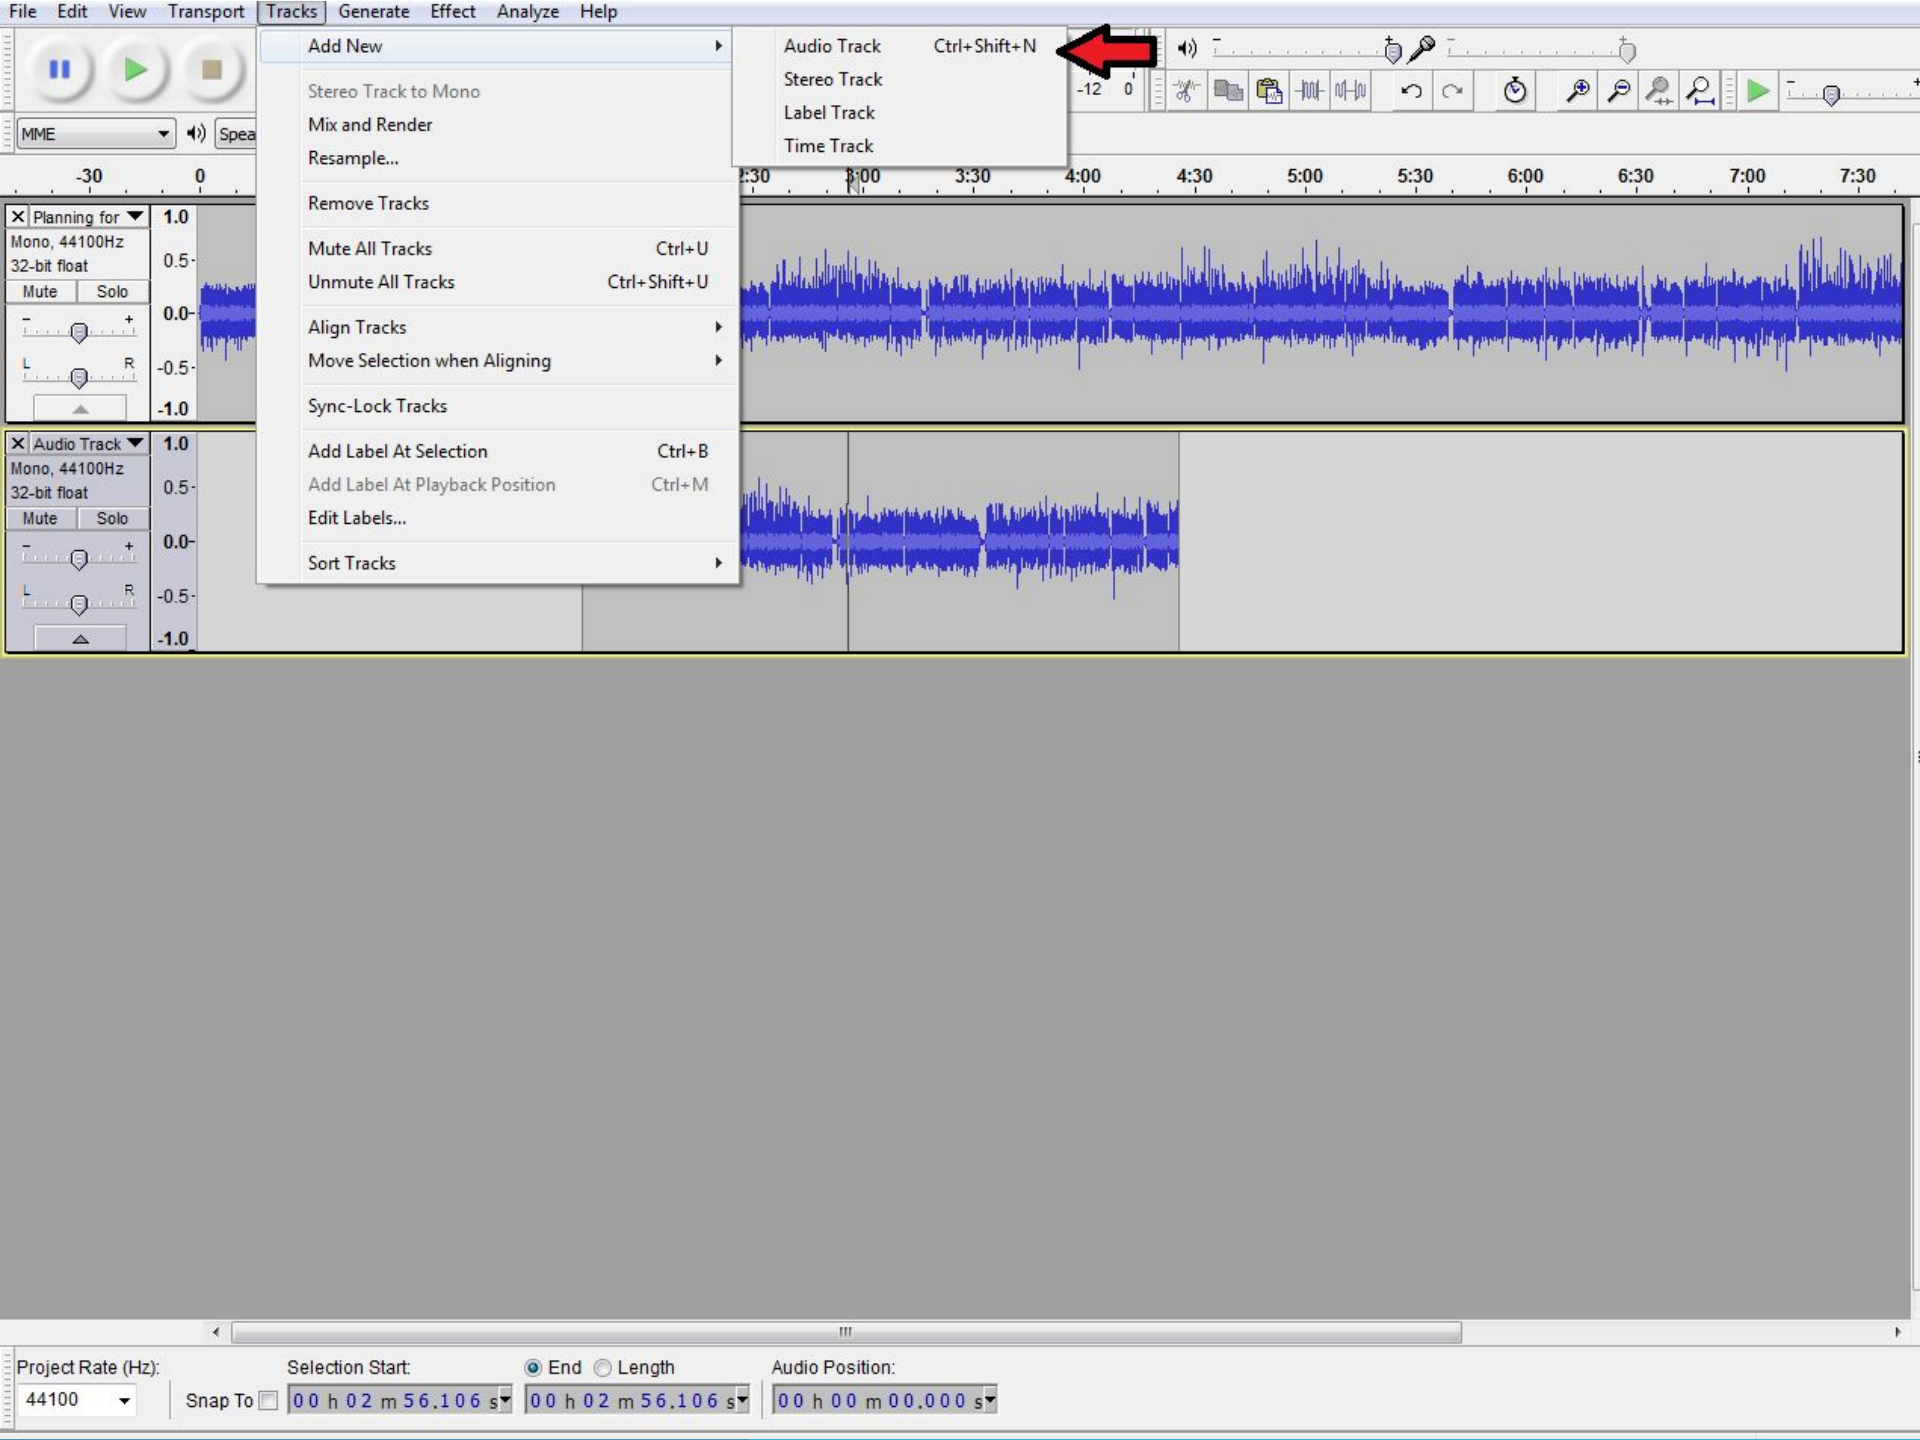 File Edit View Transport Tracks Generate Effect Analyze Help
Add New
Audio Track Ctrl+Shift+N
Stereo Track
Label Track
Time Track
-12 0
Stereo Track to Mono
Mix and Render
Resample...
Remove Tracks
Mute All Tracks Ctrl+U
Unmute All Tracks Ctrl+Shift+U
Align Tracks
Move Selection when Aligning
Sync-Lock Tracks
Add Label At Selection Ctrl+B
Add Label At Playback Position Ctrl+M
Edit Labels...
Sort Tracks
MME Spea
-30 0 2:30 3:00 3:30 4:00 4:30 5:00 5:30 6:00 6:30 7:00 7:30
X Planning for 1.0
Mono, 44100Hz
32-bit float 0.5
Mute Solo
- + 0.0
L R -0.5
-1.0
X Audio Track 1.0
Mono, 44100Hz
32-bit float 0.5
Mute Solo
- + 0.0
L R -0.5
-1.0
Project Rate (Hz): Selection Start: End Length Audio Position:
44100 Snap To 00 h 02 m 56.106 s 00 h 02 m 56.106 s 00 h 00 m 00.000 s